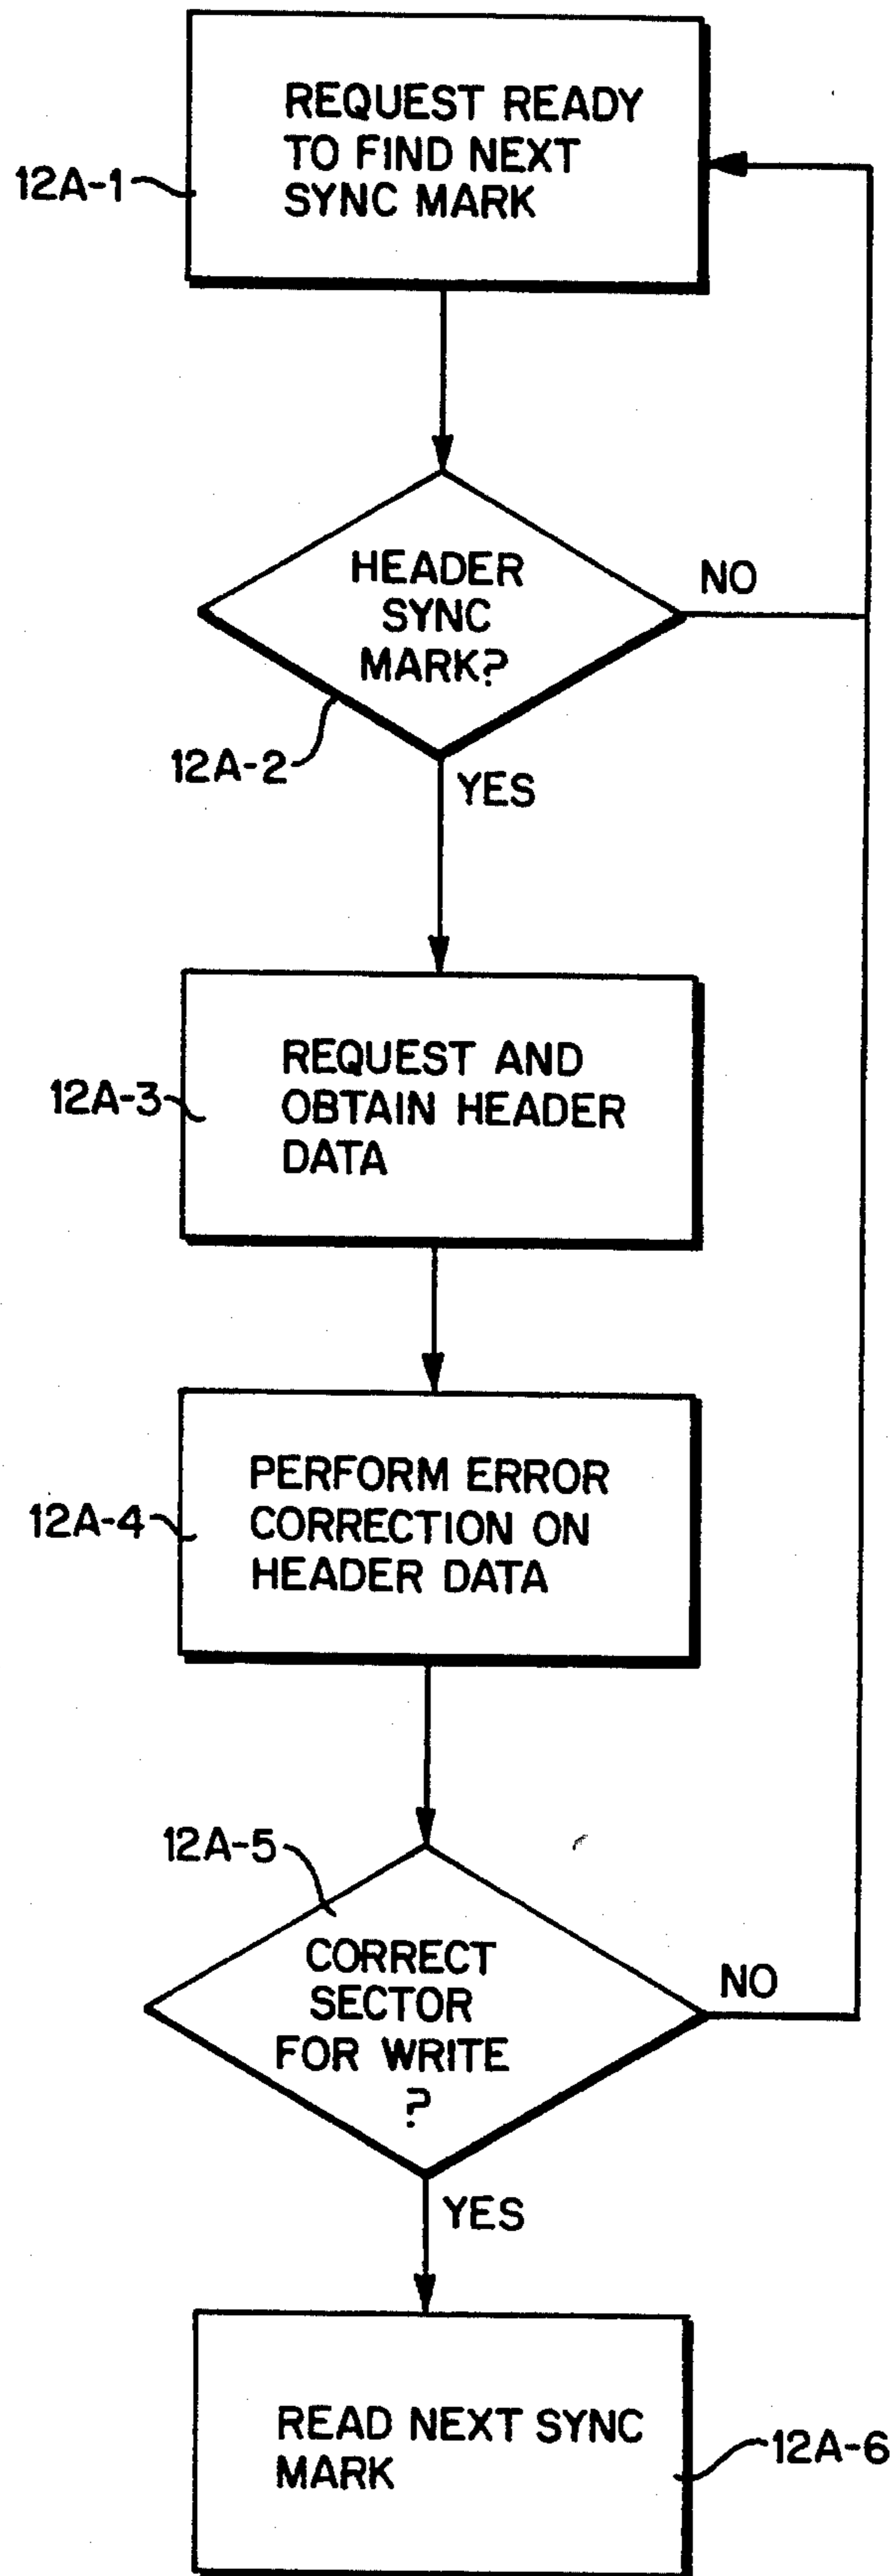 REQUEST READY
TO FIND NEXT
SYNC MARK
12A-1
HEADER
SYNC
MARK?
NO
12A-2
YES
REQUEST AND
OBTAIN HEADER
DATA
12A-3
PERFORM ERROR
CORRECTION ON
HEADER DATA
12A-4
12A-5
CORRECT
SECTOR
FOR WRITE
?
NO
YES
READ NEXT SYNC
MARK
12A-6